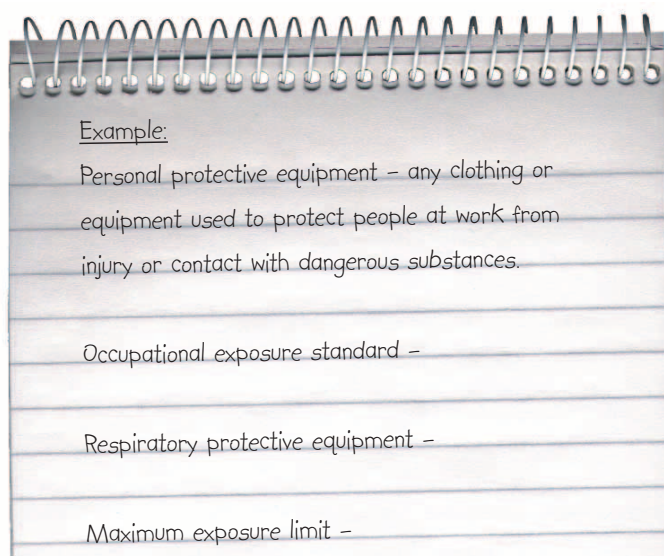 Example:
Personal protective equipment – any clothing or
equipment used to protect people at work from
injury or contact with dangerous substances.
Occupational exposure standard –
Respiratory protective equipment –
Maximum exposure limit –